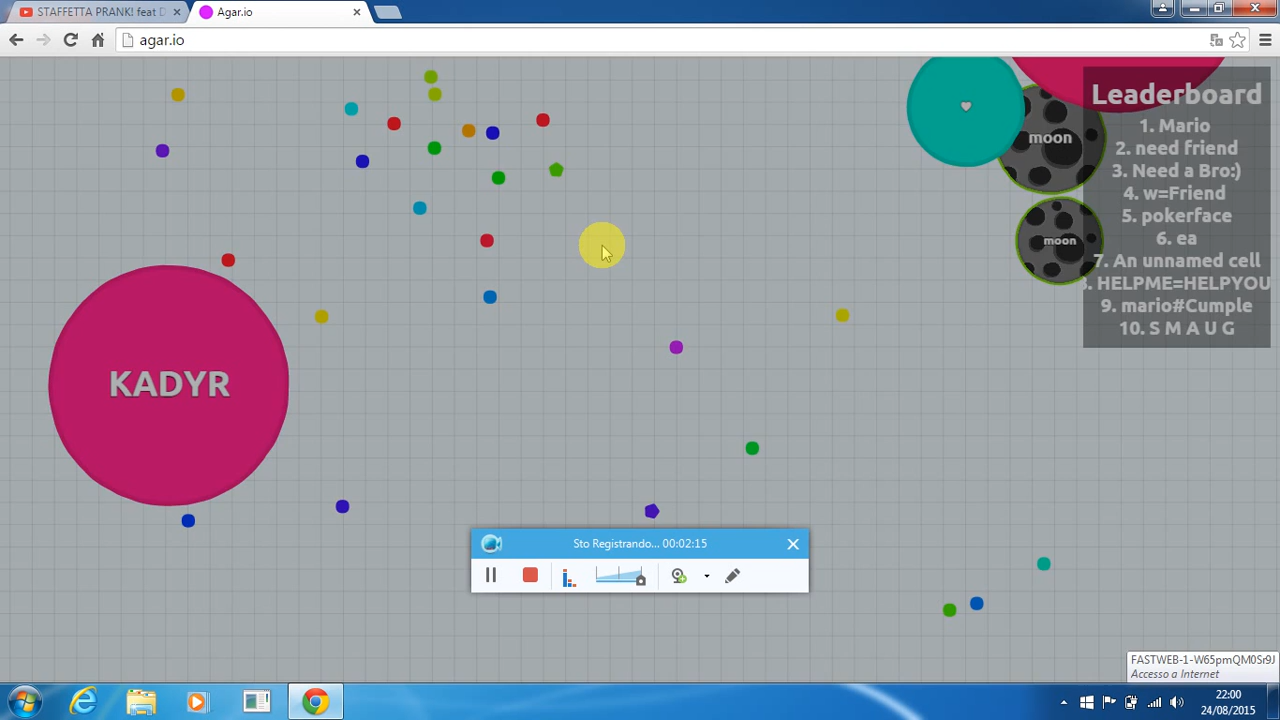 STAFFETTA PRANK! feat D
Agar.io
agar.io
Leaderboard
1. Mario
2. need friend
3. Need a Bro:)
4. w=Friend
5. pokerface
6. ea
7. An unnamed cell
8. HELPME=HELPYOU
9. mario#Cumple
10. S M A U G
moon
moon
KADYR
Sto Registrando... 00:02:15
FASTWEB-1-W65pmQM0Sr9J
Accesso a Internet
22:00
24/08/2015